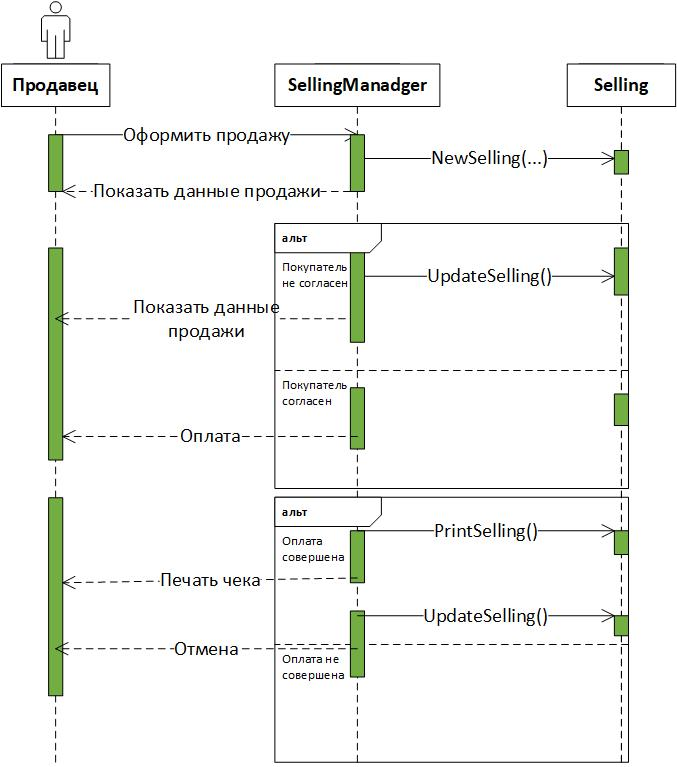 Продавец
SellingManadger
Selling
Оформить продажу
NewSelling(...)
Показать данные продажи
альт
Покупатель
не согласен
UpdateSelling()
Показать данные
продажи
Покупатель
согласен
Оплата
альт
PrintSelling()
Оплата
совершена
Печать чека
UpdateSelling()
Отмена
Оплата не
совершена